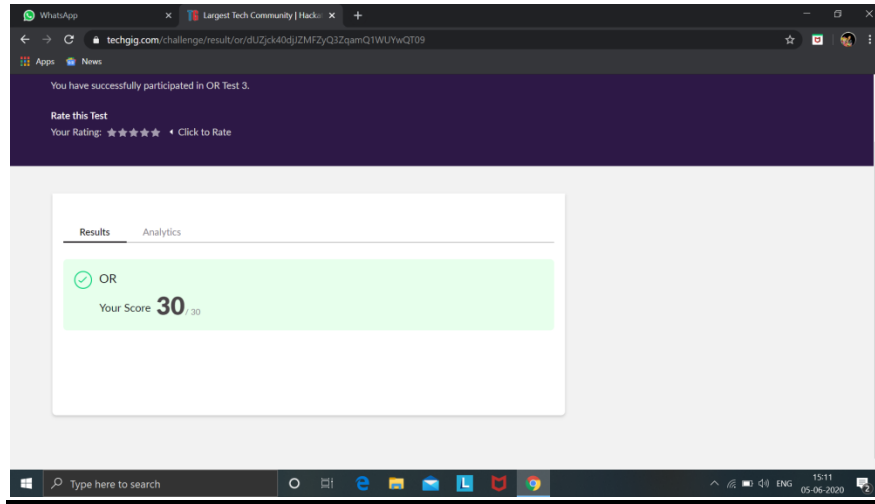 WhatsApp
Largest Tech Community | Hacka
techgig.com/challenge/result/or/dUZjck40djJZMFZyQ3ZqamQ1WUYwQT09
Apps News
You have successfully participated in OR Test 3.
Rate this Test
Your Rating: Click to Rate
Results Analytics
OR
Your Score 30/ 30
Type here to search
L
ENG
15:11
05-06-2020
2